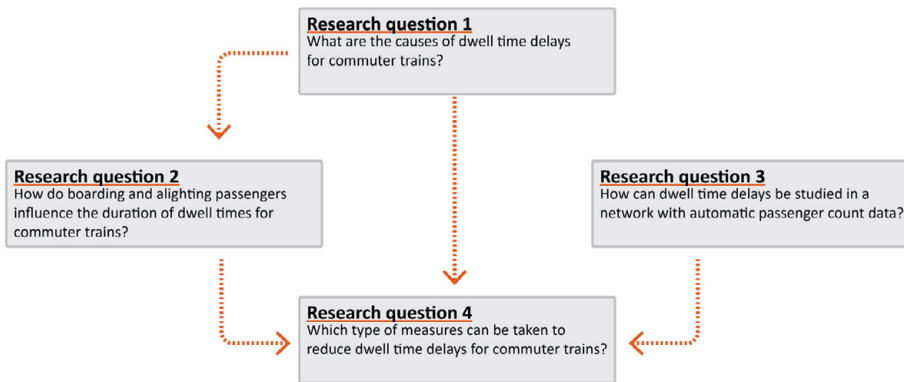 Research question 1
What are the causes of dwell time delays
for commuter trains?
Research question 2
How do boarding and alighting passengers
influence the duration of dwell times for
commuter trains?
Research question 3
How can dwell time delays be studied in a
network with automatic passenger count data?
Research question 4
Which type of measures can be taken to
reduce dwell time delays for commuter trains?